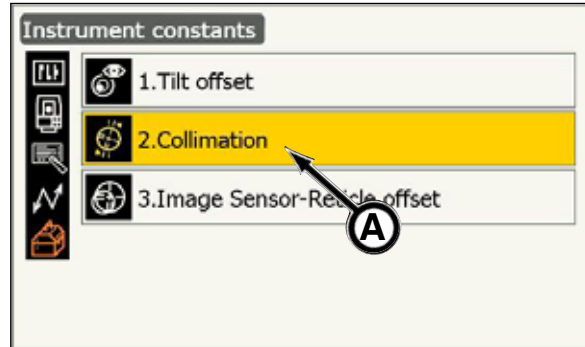 Instrument constants
1.Tilt offset
2.Collimation
3.Image Sensor-Reticle offset
A